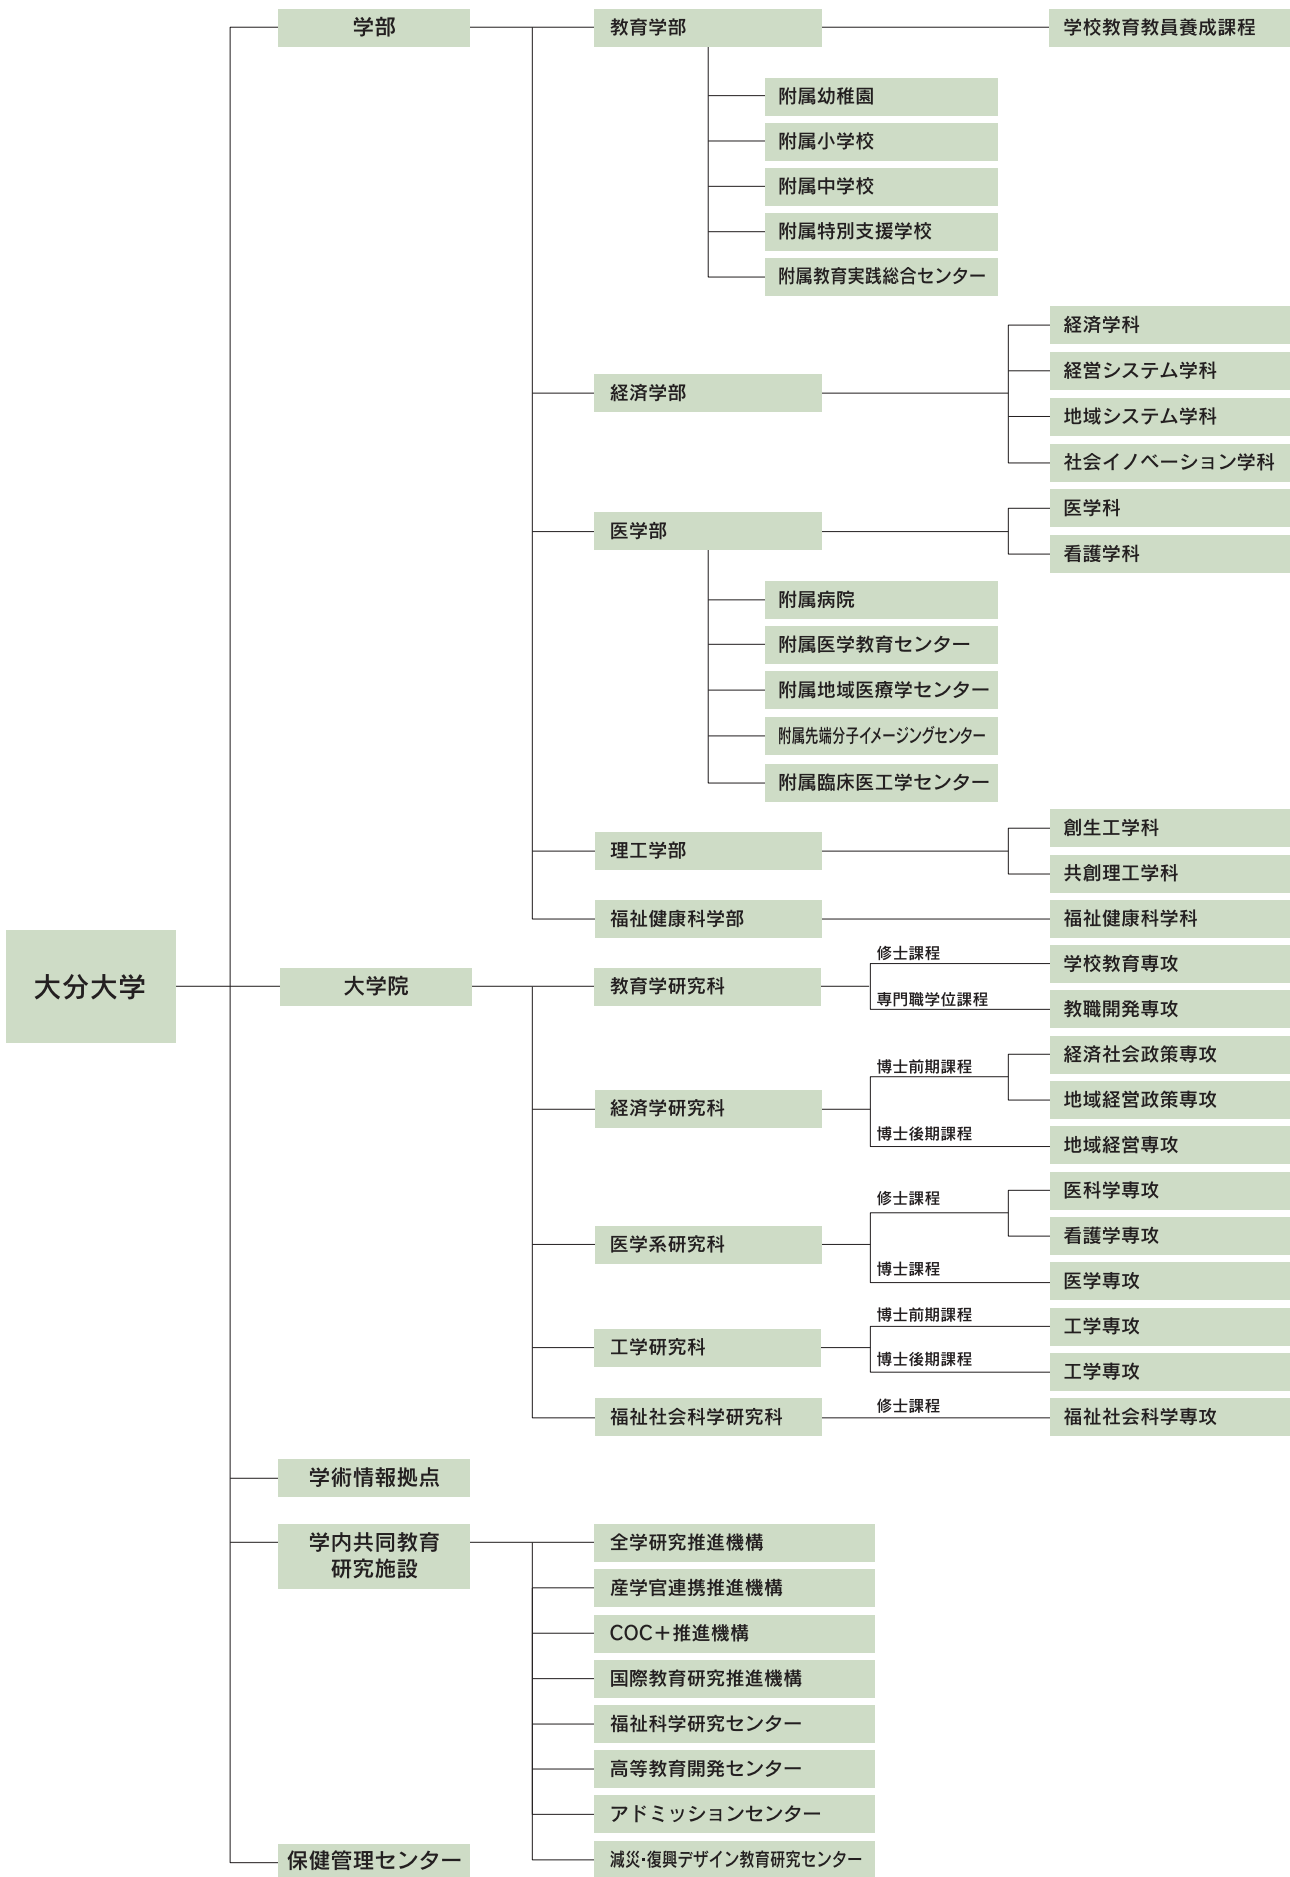 大分大学
学部
教育学部
学校教育教員養成課程
附属幼稚園
附属小学校
附属中学校
附属特別支援学校
附属教育実践総合センター
経済学部
経済学科
経営システム学科
地域システム学科
社会イノベーション学科
医学部
医学科
看護学科
附属病院
附属医学教育センター
附属地域医療学センター
附属先端分子イメージングセンター
附属臨床医工学センター
理工学部
創生工学科
共創理工学科
福祉健康科学部
福祉健康科学科
大学院
教育学研究科
修士課程
学校教育専攻
専門職学位課程
教職開発専攻
経済学研究科
博士前期課程
経済社会政策専攻
地域経営政策専攻
博士後期課程
地域経営専攻
医学系研究科
修士課程
医科学専攻
看護学専攻
博士課程
医学専攻
工学研究科
博士前期課程
工学専攻
博士後期課程
工学専攻
福祉社会科学研究科
修士課程
福祉社会科学専攻
学術情報拠点
学内共同教育
研究施設
全学研究推進機構
産学官連携推進機構
COC＋推進機構
国際教育研究推進機構
福祉科学研究センター
高等教育開発センター
アドミッションセンター
減災・復興デザイン教育研究センター
保健管理センター